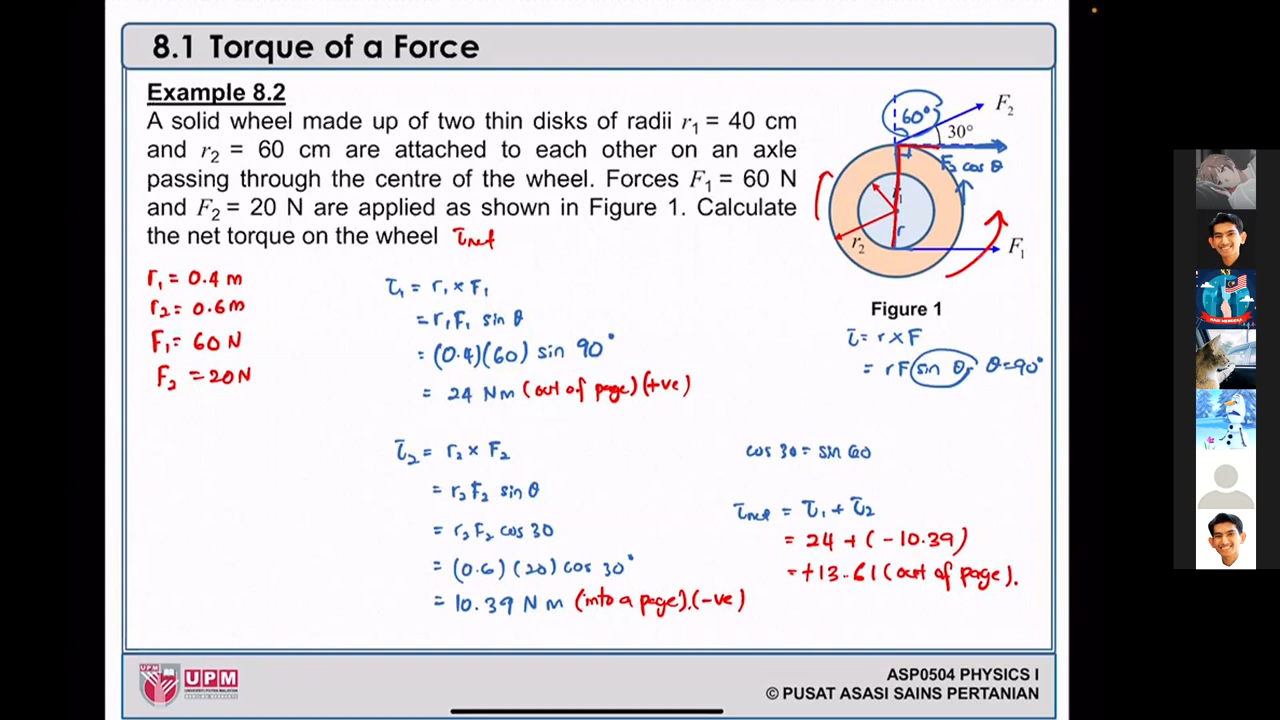 8.1 Torque of a Force
Example 8.2
A solid wheel made up of two thin disks of radii r₁ = 40 cm
and r₂ = 60 cm are attached to each other on an axle
passing through the centre of the wheel. Forces F₁ = 60 N
and F₂ = 20 N are applied as shown in Figure 1. Calculate
the net torque on the wheel τnet
60°
F₂
30°
F₂ cos θ
r₁
r
r₂
F₁
Figure 1
r₁ = 0.4 m
r₂ = 0.6 m
F₁ = 60 N
F₂ = 20 N
τ₁ = r₁ × F₁
= r₁F₁ sin θ
= (0.4)(60) sin 90°
= 24 Nm (out of page)(+ve)
τ = r × F
= rF sin θ, θ = 90°
τ₂ = r₂ × F₂
= r₂ F₂ sin θ
= r₂ F₂ cos 30
= (0.6)(20) cos 30°
= 10.39 N m (into a page).(-ve)
cos 30 = sin 60
τnet = τ₁ + τ₂
= 24 + (-10.39)
= +13.61 (out of page).
UPM
UPM
ASP0504 PHYSICS I
© PUSAT ASASI SAINS PERTANIAN